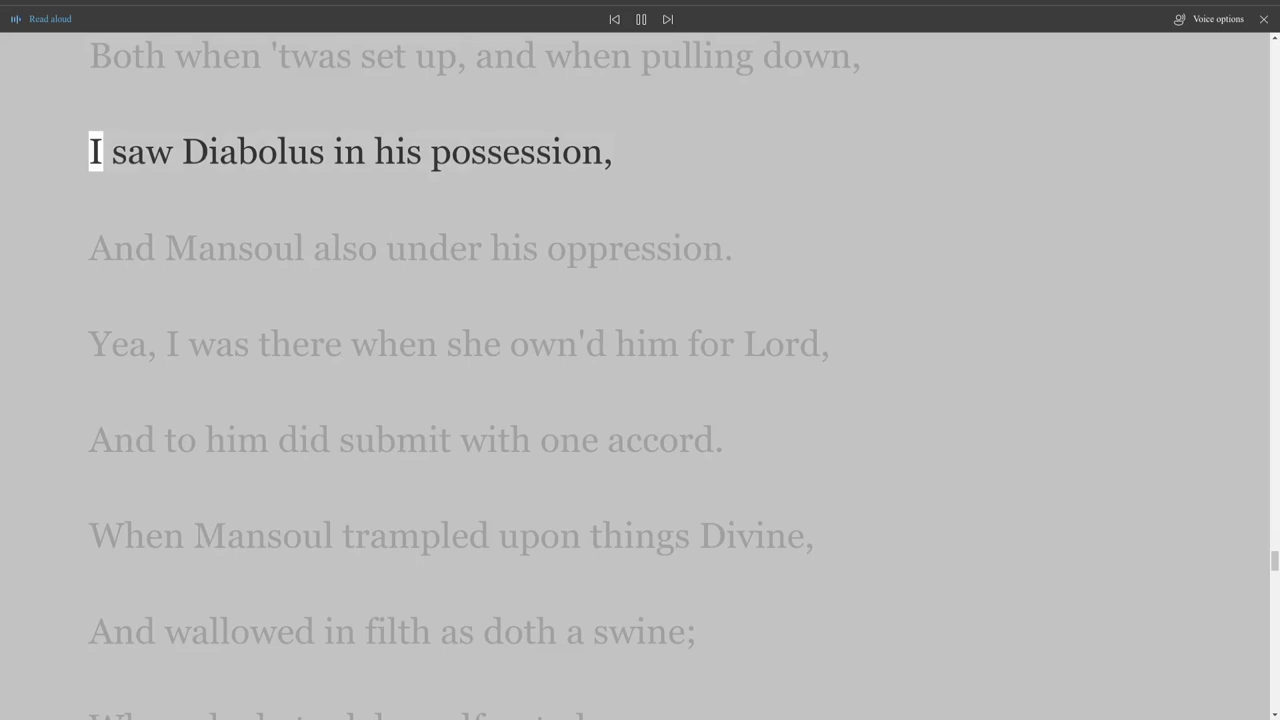 Read aloud
Voice options
Both when 'twas set up, and when pulling down,
I saw Diabolus in his possession,
And Mansoul also under his oppression.
Yea, I was there when she own'd him for Lord,
And to him did submit with one accord.
When Mansoul trampled upon things Divine,
And wallowed in filth as doth a swine;